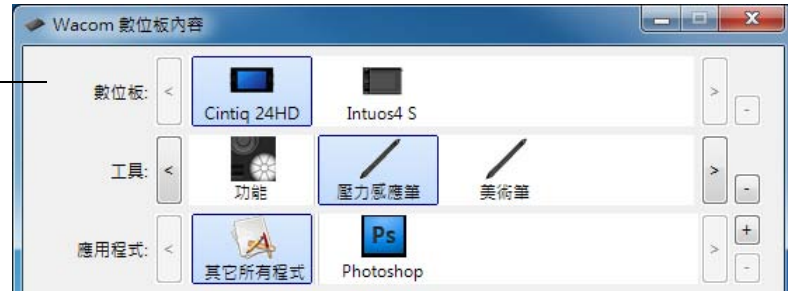 Wacom 數位板內容
數位板:
<
Cintiq 24HD
Intuos4 S
>
-
工具:
<
功能
壓力感應筆
美術筆
>
-
應用程式:
<
其它所有程式
Ps
Photoshop
>
+
-